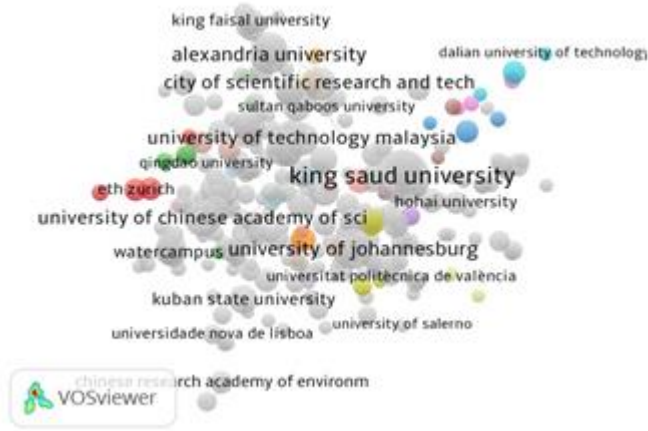 king faisal university
alexandria university
dalian university of technology
city of scientific research and tech
sultan qaboos university
university of technology malaysia
qingdao university
king saud university
eth zurich
hohai university
university of chinese academy of sci
watercampus
university of johannesburg
universitat politècnica de valència
kuban state university
university of salerno
universidade nova de lisboa
chinese research academy of environm
VOSviewer